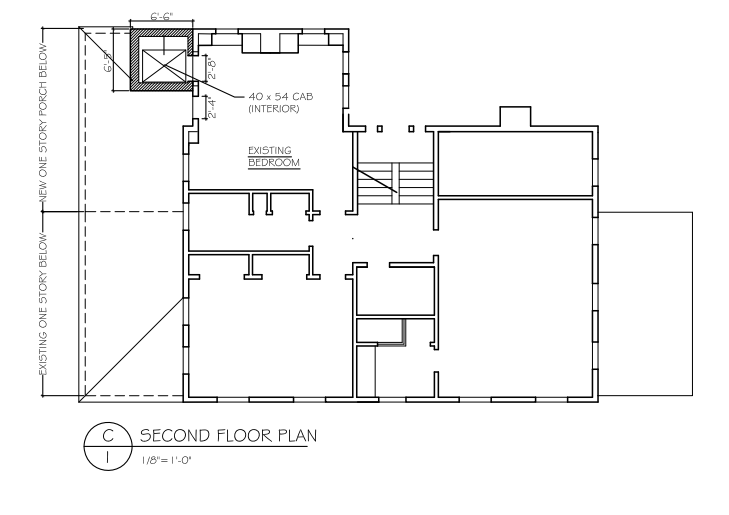 6'-6"
6'-5"
2'-8"
2'-4"
40 x 54 CAB
(INTERIOR)
EXISTING
BEDROOM
NEW ONE STORY PORCH BELOW
EXISTING ONE STORY BELOW
C
1
SECOND FLOOR PLAN
1/8"=1'-0"